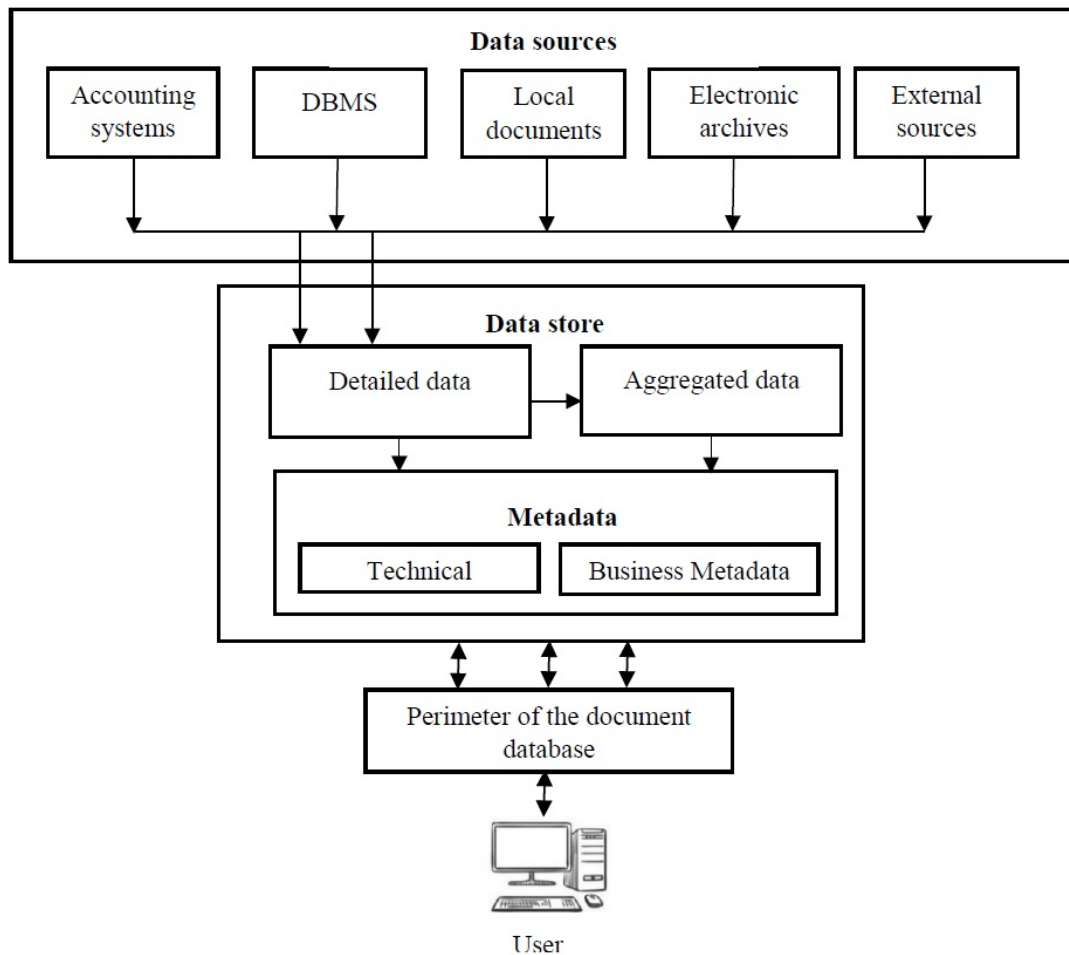 Data sources
Accounting
systems
DBMS
Local
documents
Electronic
archives
External
sources
Data store
Detailed data
Aggregated data
Metadata
Technical
Business Metadata
Perimeter of the document
database
User